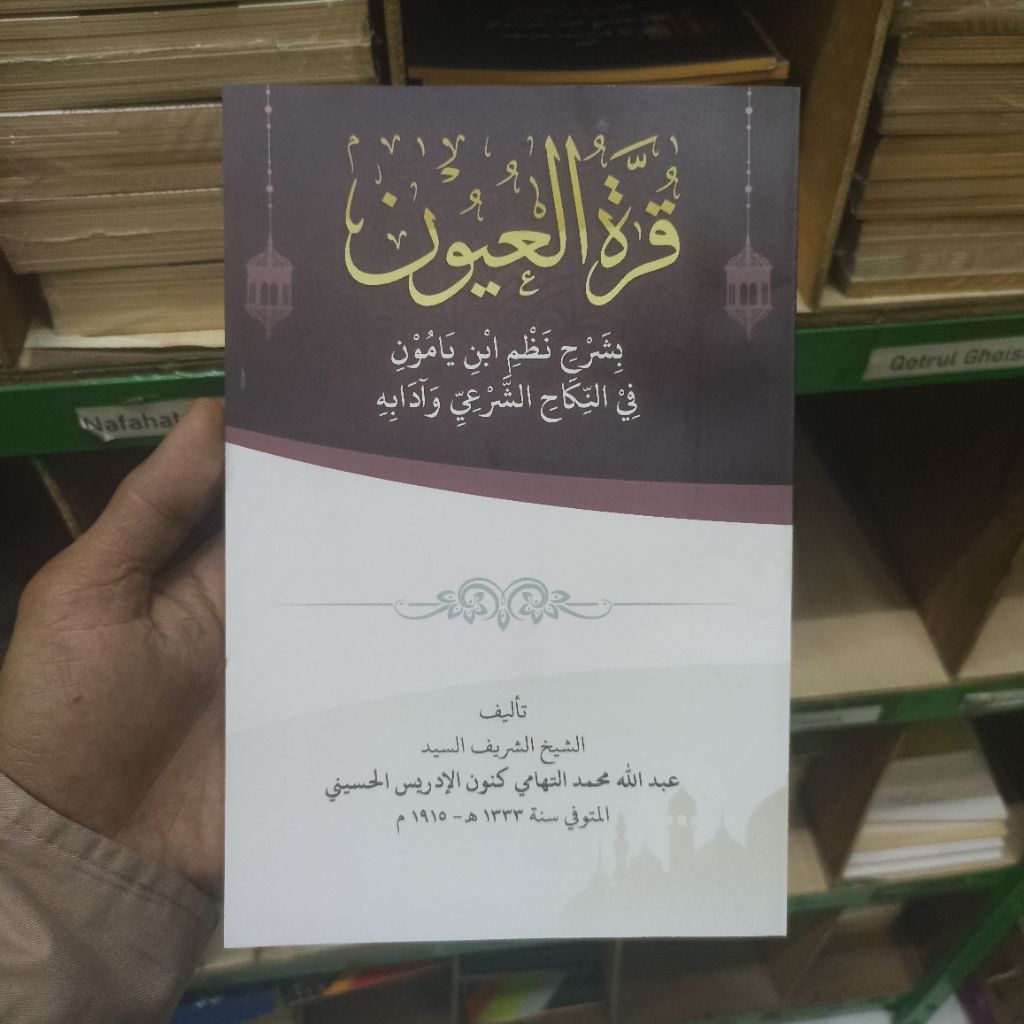 قُرَّةُ الْعُيُوْنِ
بِشَرْحِ نَظْمِ ابْنِ يَامُوْنِ
فِيْ النِّكَاحِ الشَّرْعِيِّ وَآدَابِهِ
تأليف
الشيخ الشريف السيد
عبد الله محمد التهامي كنون الإدريس الحسيني
المتوفي سنة ١٣٣٣ هـ - ١٩١٥ م
Nafahat
Qotrul Ghois